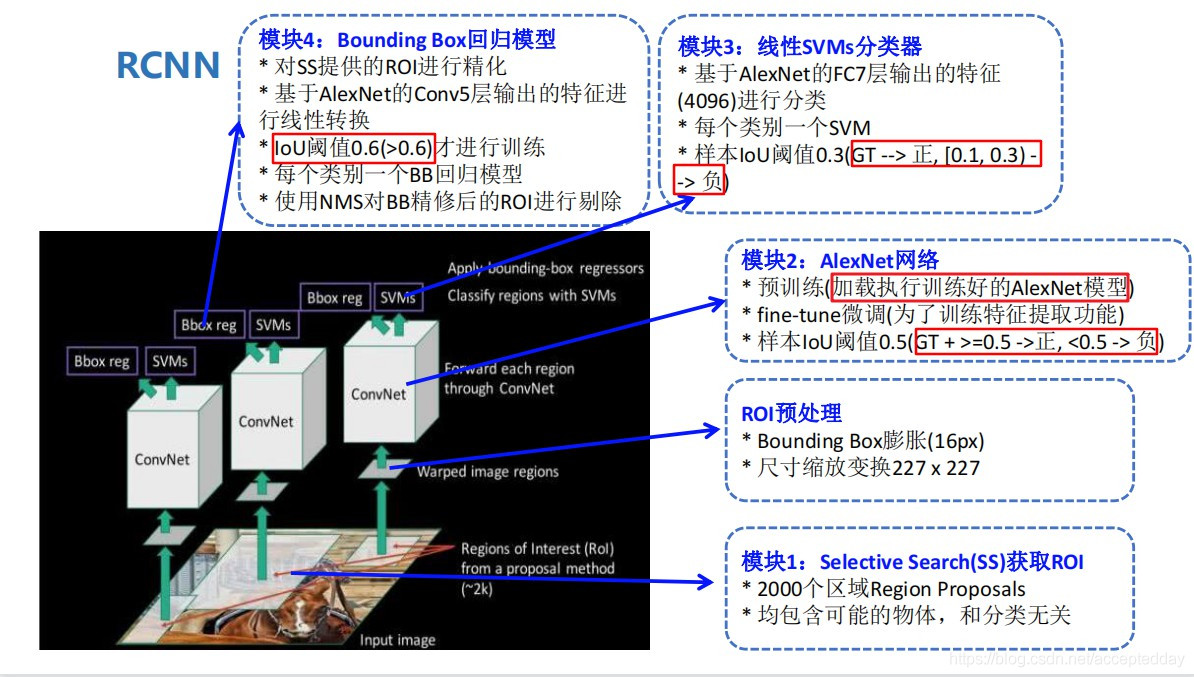 RCNN
模块4：Bounding Box回归模型
* 对SS提供的ROI进行精化
* 基于AlexNet的Conv5层输出的特征进
行线性转换
* IoU阈值0.6(>0.6)才进行训练
* 每个类别一个BB回归模型
* 使用NMS对BB精修后的ROI进行剔除
模块3：线性SVMs分类器
* 基于AlexNet的FC7层输出的特征
(4096)进行分类
* 每个类别一个SVM
* 样本IoU阈值0.3(GT --> 正, [0.1, 0.3) -
-> 负)
模块2：AlexNet网络
* 预训练(加载执行训练好的AlexNet模型)
* fine-tune微调(为了训练特征提取功能)
* 样本IoU阈值0.5(GT + >=0.5 ->正, <0.5 -> 负)
ROI预处理
* Bounding Box膨胀(16px)
* 尺寸缩放变换227 x 227
模块1：Selective Search(SS)获取ROI
* 2000个区域Region Proposals
* 均包含可能的物体，和分类无关
Apply bounding-box regressors
Bbox reg
SVMs
Classify regions with SVMs
Bbox reg
SVMs
Bbox reg
SVMs
Forward each region
through ConvNet
ConvNet
ConvNet
ConvNet
Warped image regions
Regions of Interest (RoI)
from a proposal method
(~2k)
Input image
https://blog.csdn.net/acceptedday